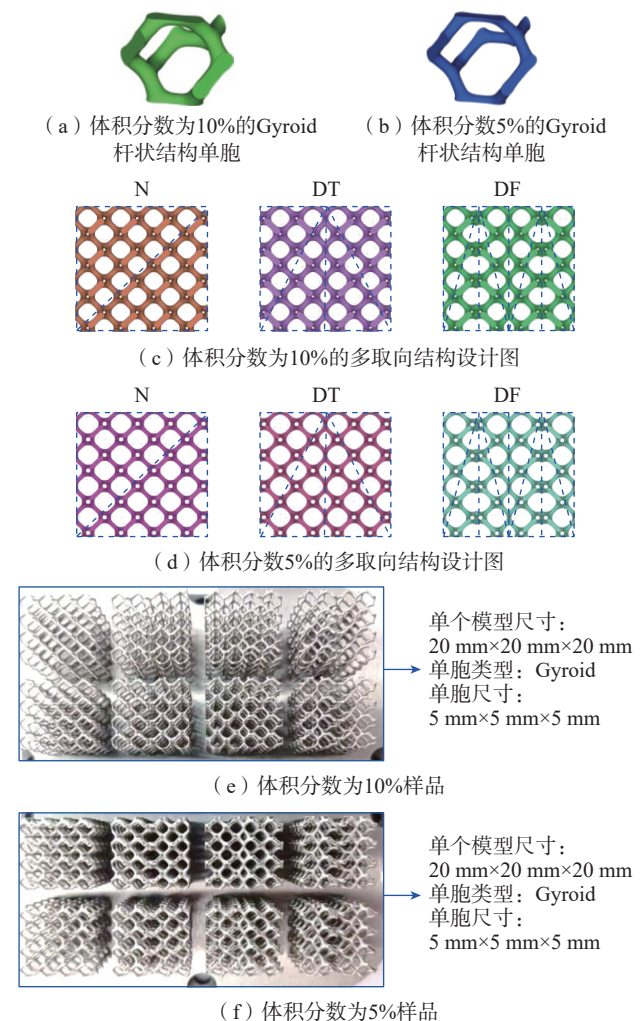 （a）体积分数为10%的Gyroid
杆状结构单胞
（b）体积分数5%的Gyroid
杆状结构单胞
N
DT
DF
（c）体积分数为10%的多取向结构设计图
N
DT
DF
（d）体积分数5%的多取向结构设计图
单个模型尺寸：
20 mm×20 mm×20 mm
单胞类型：Gyroid
单胞尺寸：
5 mm×5 mm×5 mm
（e）体积分数为10%样品
单个模型尺寸：
20 mm×20 mm×20 mm
单胞类型：Gyroid
单胞尺寸：
5 mm×5 mm×5 mm
（f）体积分数为5%样品